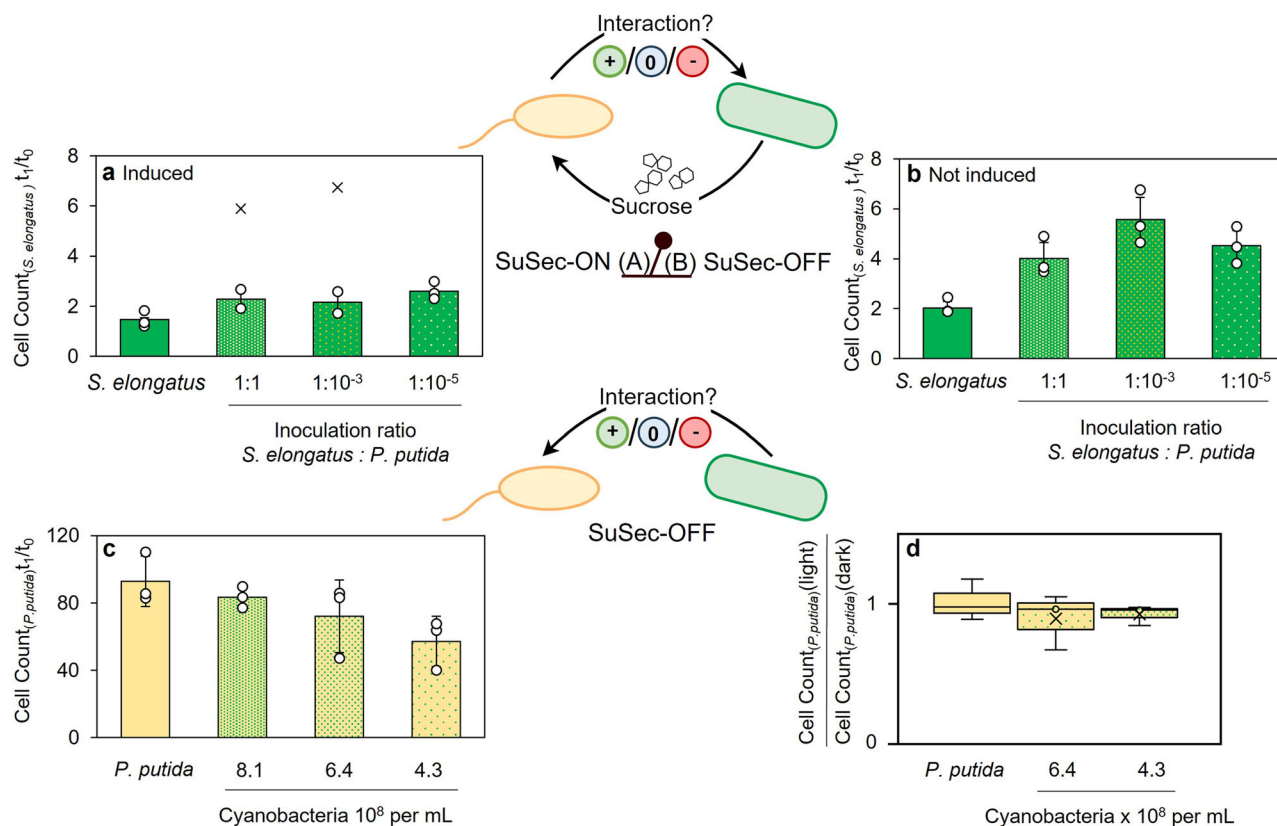 Interaction?
+/0/-
Sucrose
SuSec-ON (A)/(B) SuSec-OFF
a Induced
Cell Count(S. elongatus) t₁/t₀
8
6
4
2
0
S. elongatus 1:1 1:10⁻³ 1:10⁻⁵
Inoculation ratio
S. elongatus : P. putida
b Not induced
Cell Count(S. elongatus) t₁/t₀
8
6
4
2
0
S. elongatus 1:1 1:10⁻³ 1:10⁻⁵
Inoculation ratio
S. elongatus : P. putida
Interaction?
+/0/-
SuSec-OFF
c
Cell Count(P.putida)t₁/t₀
120
80
40
0
P. putida 8.1 6.4 4.3
Cyanobacteria 10⁸ per mL
d
Cell Count(P.putida)(light)
Cell Count(P.putida)(dark)
1
0
P. putida 6.4 4.3
Cyanobacteria x 10⁸ per mL